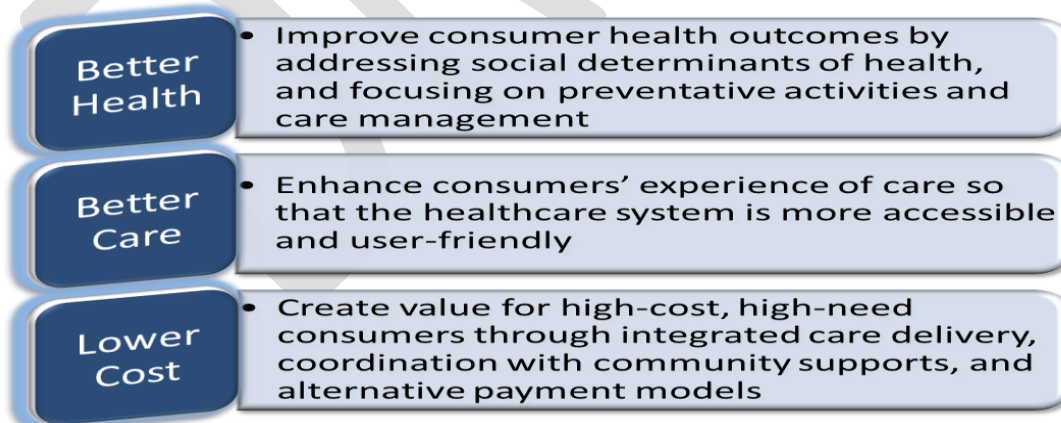 Better
Health
• Improve consumer health outcomes by
addressing social determinants of health,
and focusing on preventative activities and
care management
Better
Care
• Enhance consumers’ experience of care so
that the healthcare system is more accessible
and user-friendly
Lower
Cost
• Create value for high-cost, high-need
consumers through integrated care delivery,
coordination with community supports, and
alternative payment models